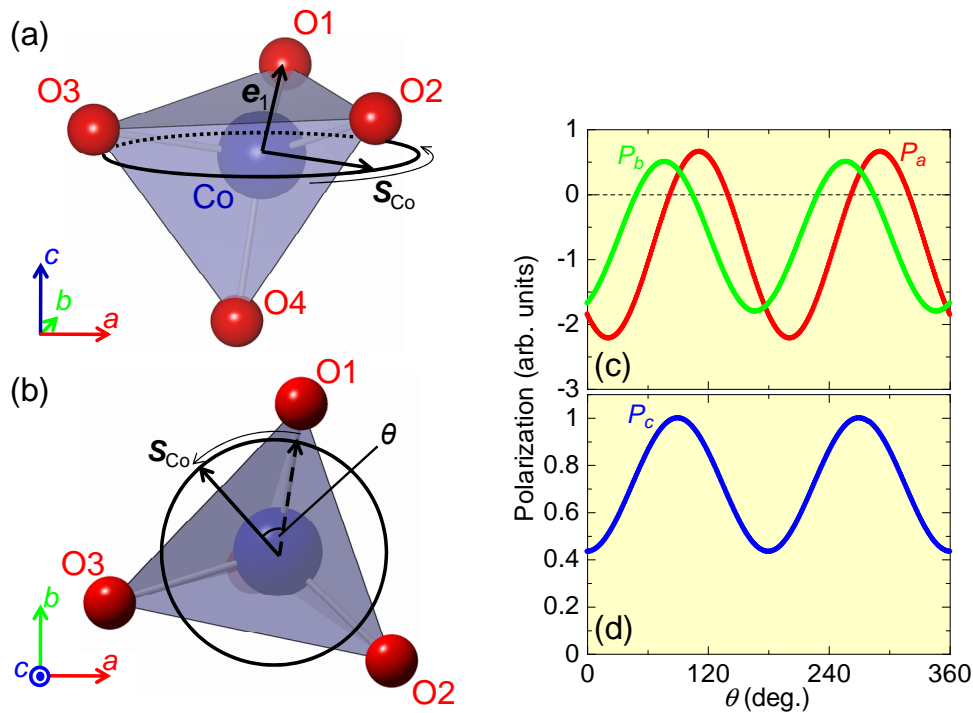 (a)
O1
O3
O2
e1
Co
SCo
c
b
a
O4
(b)
O1
θ
SCo
O3
b
c
a
O2
Polarization (arb. units)
1
0
-1
-2
-3
Pb
Pa
(c)
1
0.8
0.6
0.4
0.2
0
Pc
(d)
0 120 240 360
θ (deg.)